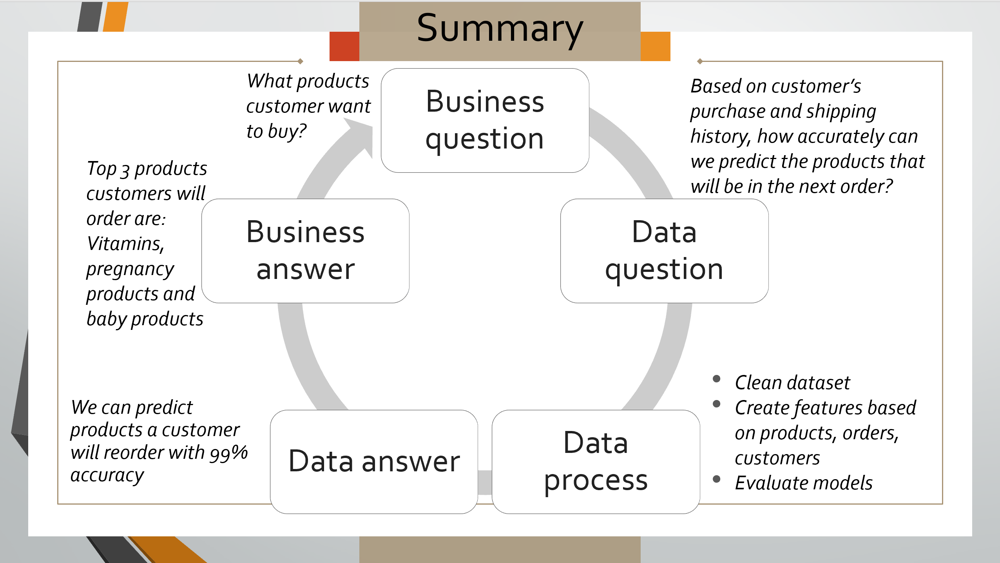 Summary
What products
customer want
to buy?
Business
question
Based on customer’s
purchase and shipping
history, how accurately can
we predict the products that
will be in the next order?
Top 3 products
customers will
order are:
Vitamins,
pregnancy
products and
baby products
Business
answer
Data
question
We can predict
products a customer
will reorder with 99%
accuracy
Data answer
Data
process
• Clean dataset
• Create features based
on products, orders,
customers
• Evaluate models